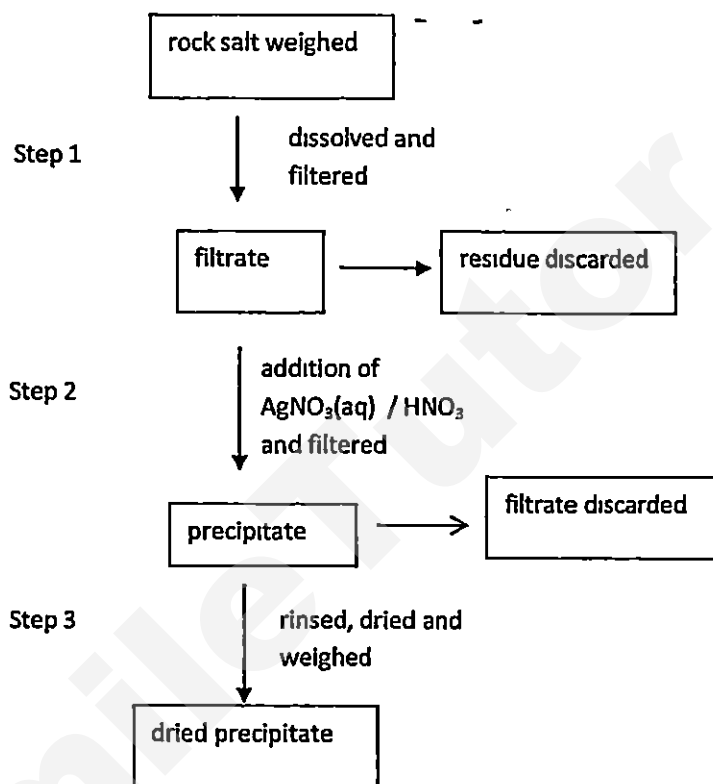 rock salt weighed
Step 1
dissolved and
filtered
filtrate
residue discarded
Step 2
addition of
AgNO₃(aq) / HNO₃
and filtered
precipitate
filtrate discarded
Step 3
rinsed, dried and
weighed
dried precipitate
mileTutor